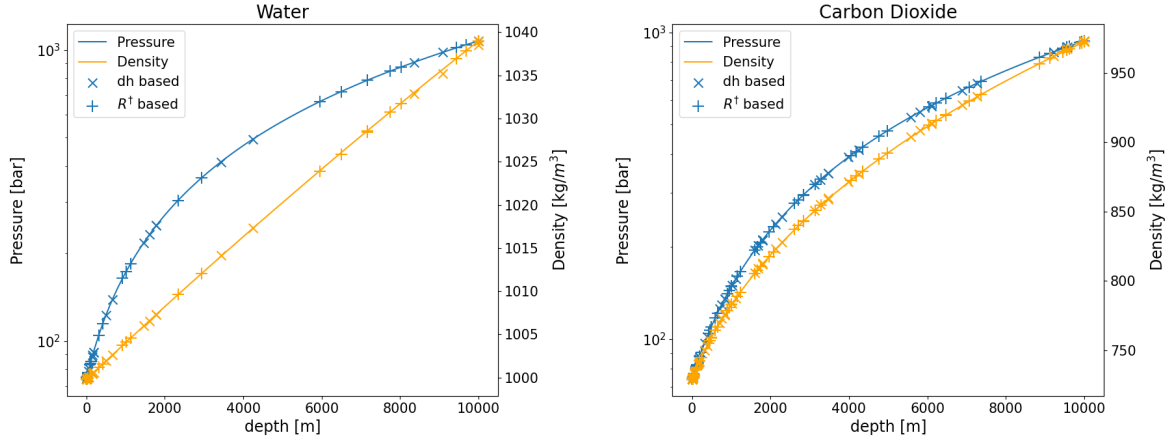 Water
Pressure
Density
dh based
R† based
10³
10²
Pressure [bar]
1040
1035
1030
1025
1020
1015
1010
1005
1000
Density [kg/m³]
0
2000
4000
6000
8000
10000
depth [m]
Carbon Dioxide
Pressure
Density
dh based
R† based
10³
10²
Pressure [bar]
950
900
850
800
750
Density [kg/m³]
0
2000
4000
6000
8000
10000
depth [m]